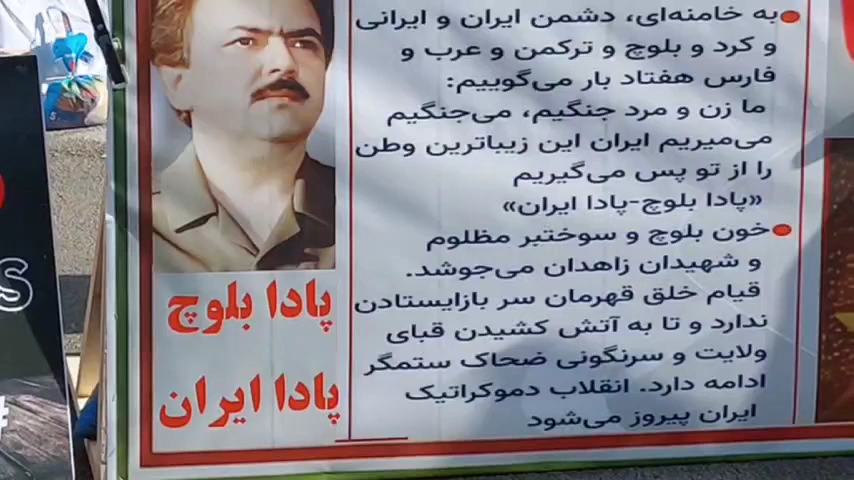 به خامنه‌ای، دشمن ایران و ایرانی
و کرد و بلوچ و ترکمن و عرب و
فارس هفتاد بار می‌گوییم:
ما زن و مرد جنگیم، می‌جنگیم
می‌میریم ایران این زیباترین وطن
را از تو پس می‌گیریم
«پادا بلوچ-پادا ایران»
خون بلوچ و سوختبر مظلوم
و شهیدان زاهدان می‌جوشد.
قیام خلق قهرمان سر بازایستادن
ندارد و تا به آتش کشیدن قبای
ولایت و سرنگونی ضحاک ستمگر
ادامه دارد. انقلاب دموکراتیک
ایران پیروز می‌شود
پادا بلوچ
پادا ایران
S
#